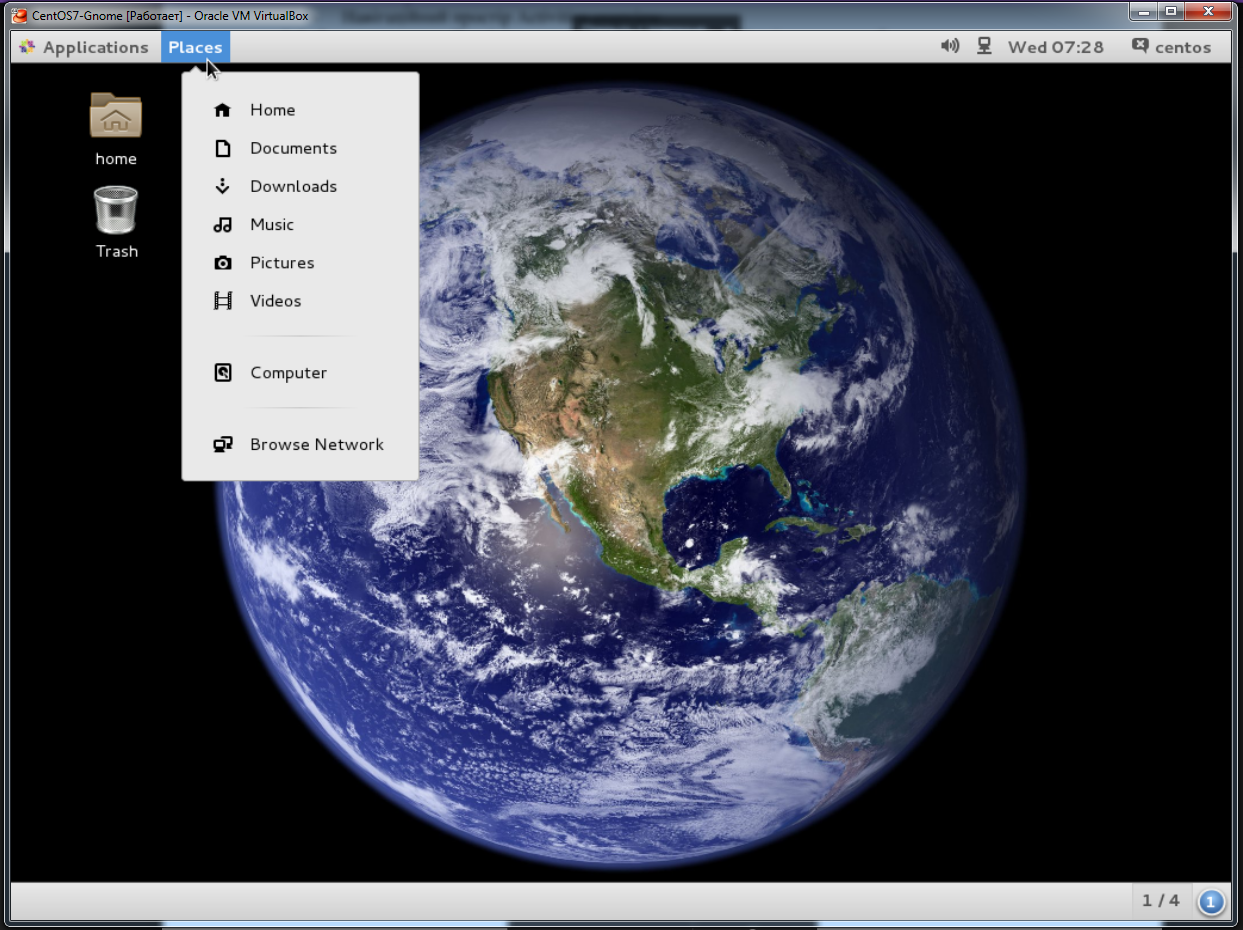 CentOS7-Gnome [Работает] - Oracle VM VirtualBox
Applications Places Wed 07:28 centos
home
Trash
Home
Documents
Downloads
Music
Pictures
Videos
Computer
Browse Network
1 / 4 1